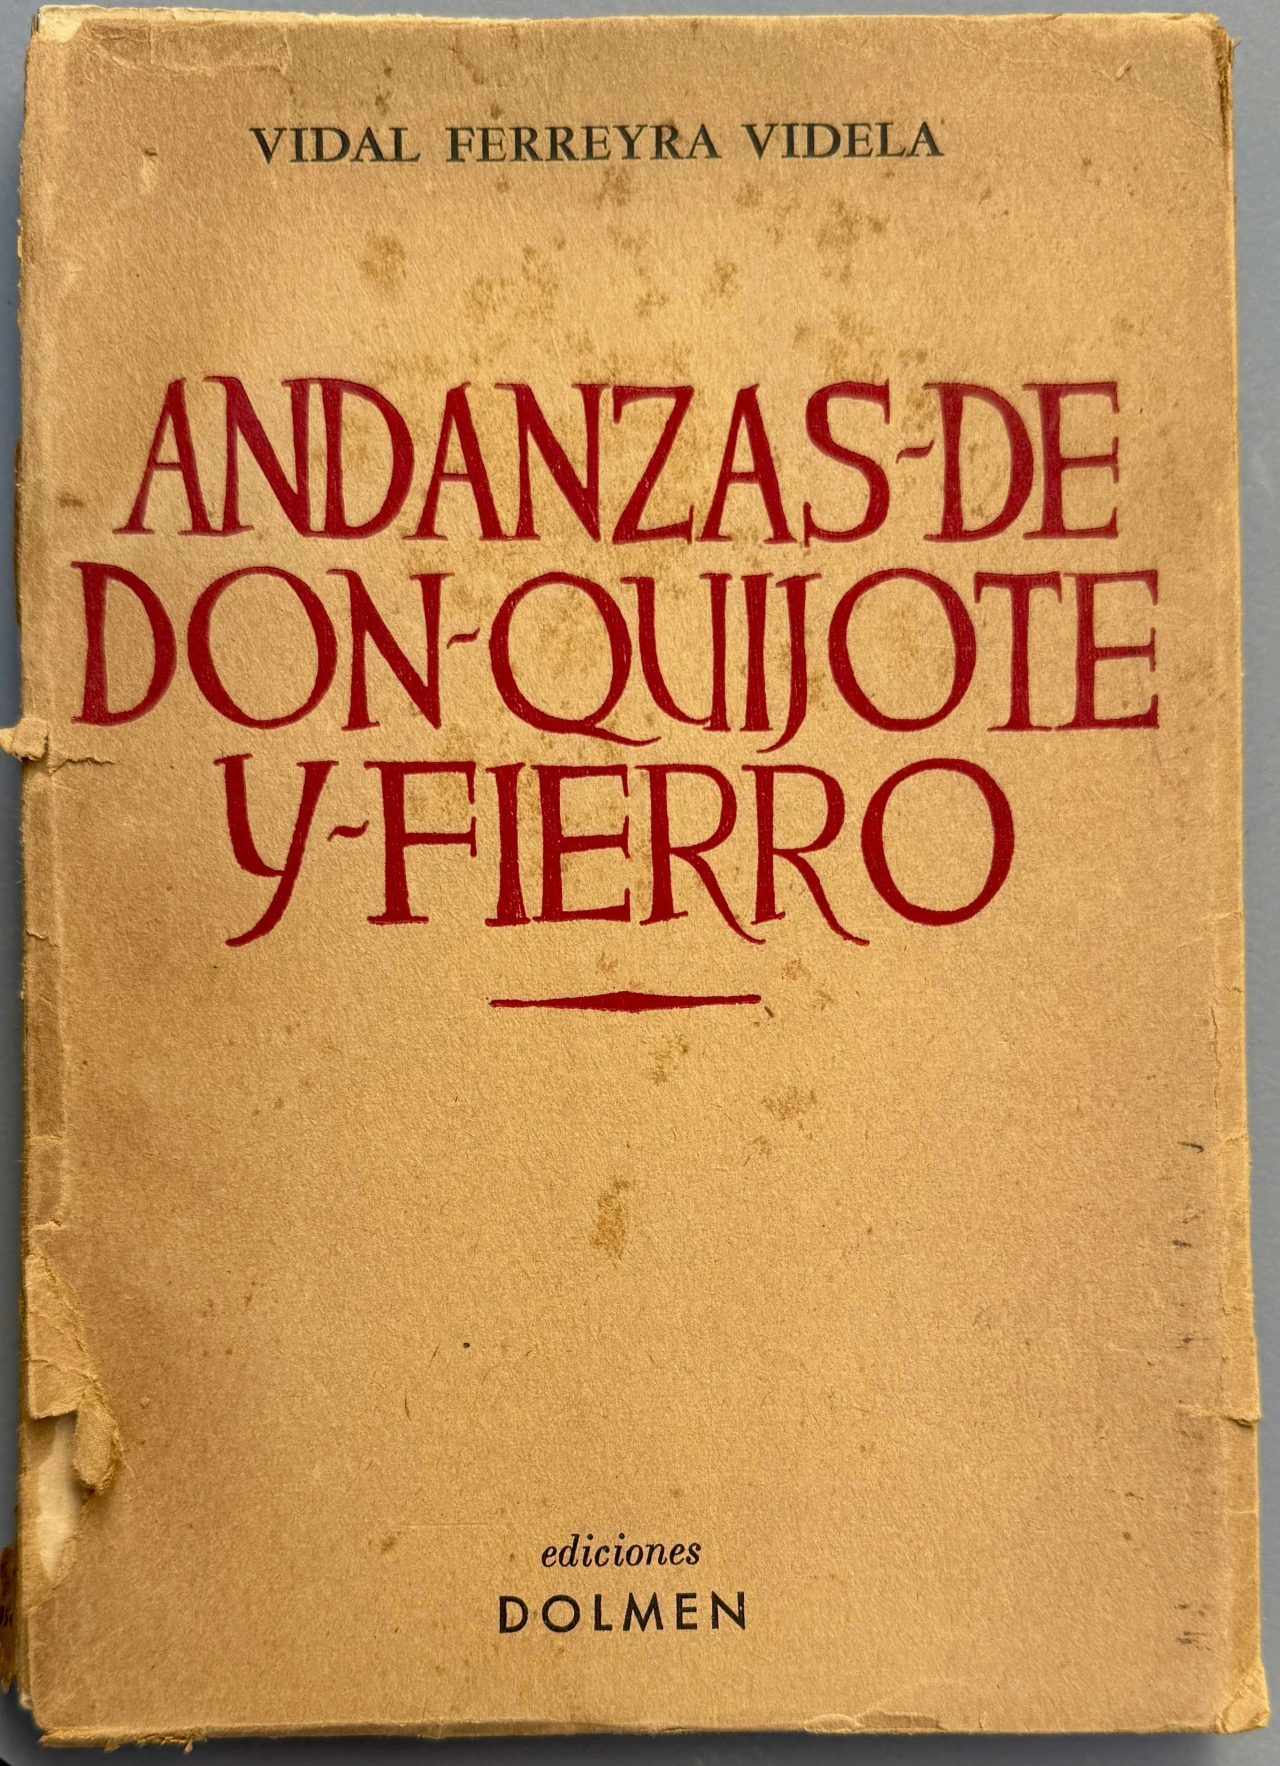 VIDAL FERREYRA VIDELA
ANDANZAS-DE
DON-QUIJOTE
Y-FIERRO
ediciones
DOLMEN